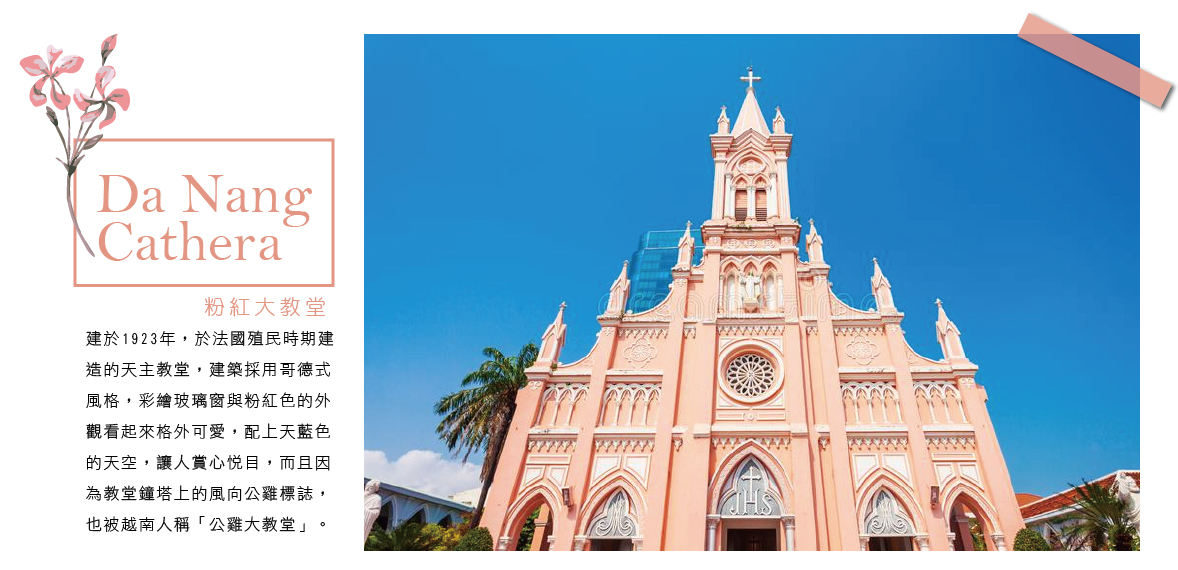 Da Nang
Cathera
粉紅大教堂
建於1923年，於法國殖民時期建
造的天主教堂，建築採用哥德式
風格，彩繪玻璃窗與粉紅色的外
觀看起來格外可愛，配上天藍色
的天空，讓人賞心悅目，而且因
為教堂鐘塔上的風向公雞標誌，
也被越南人稱「公雞大教堂」。